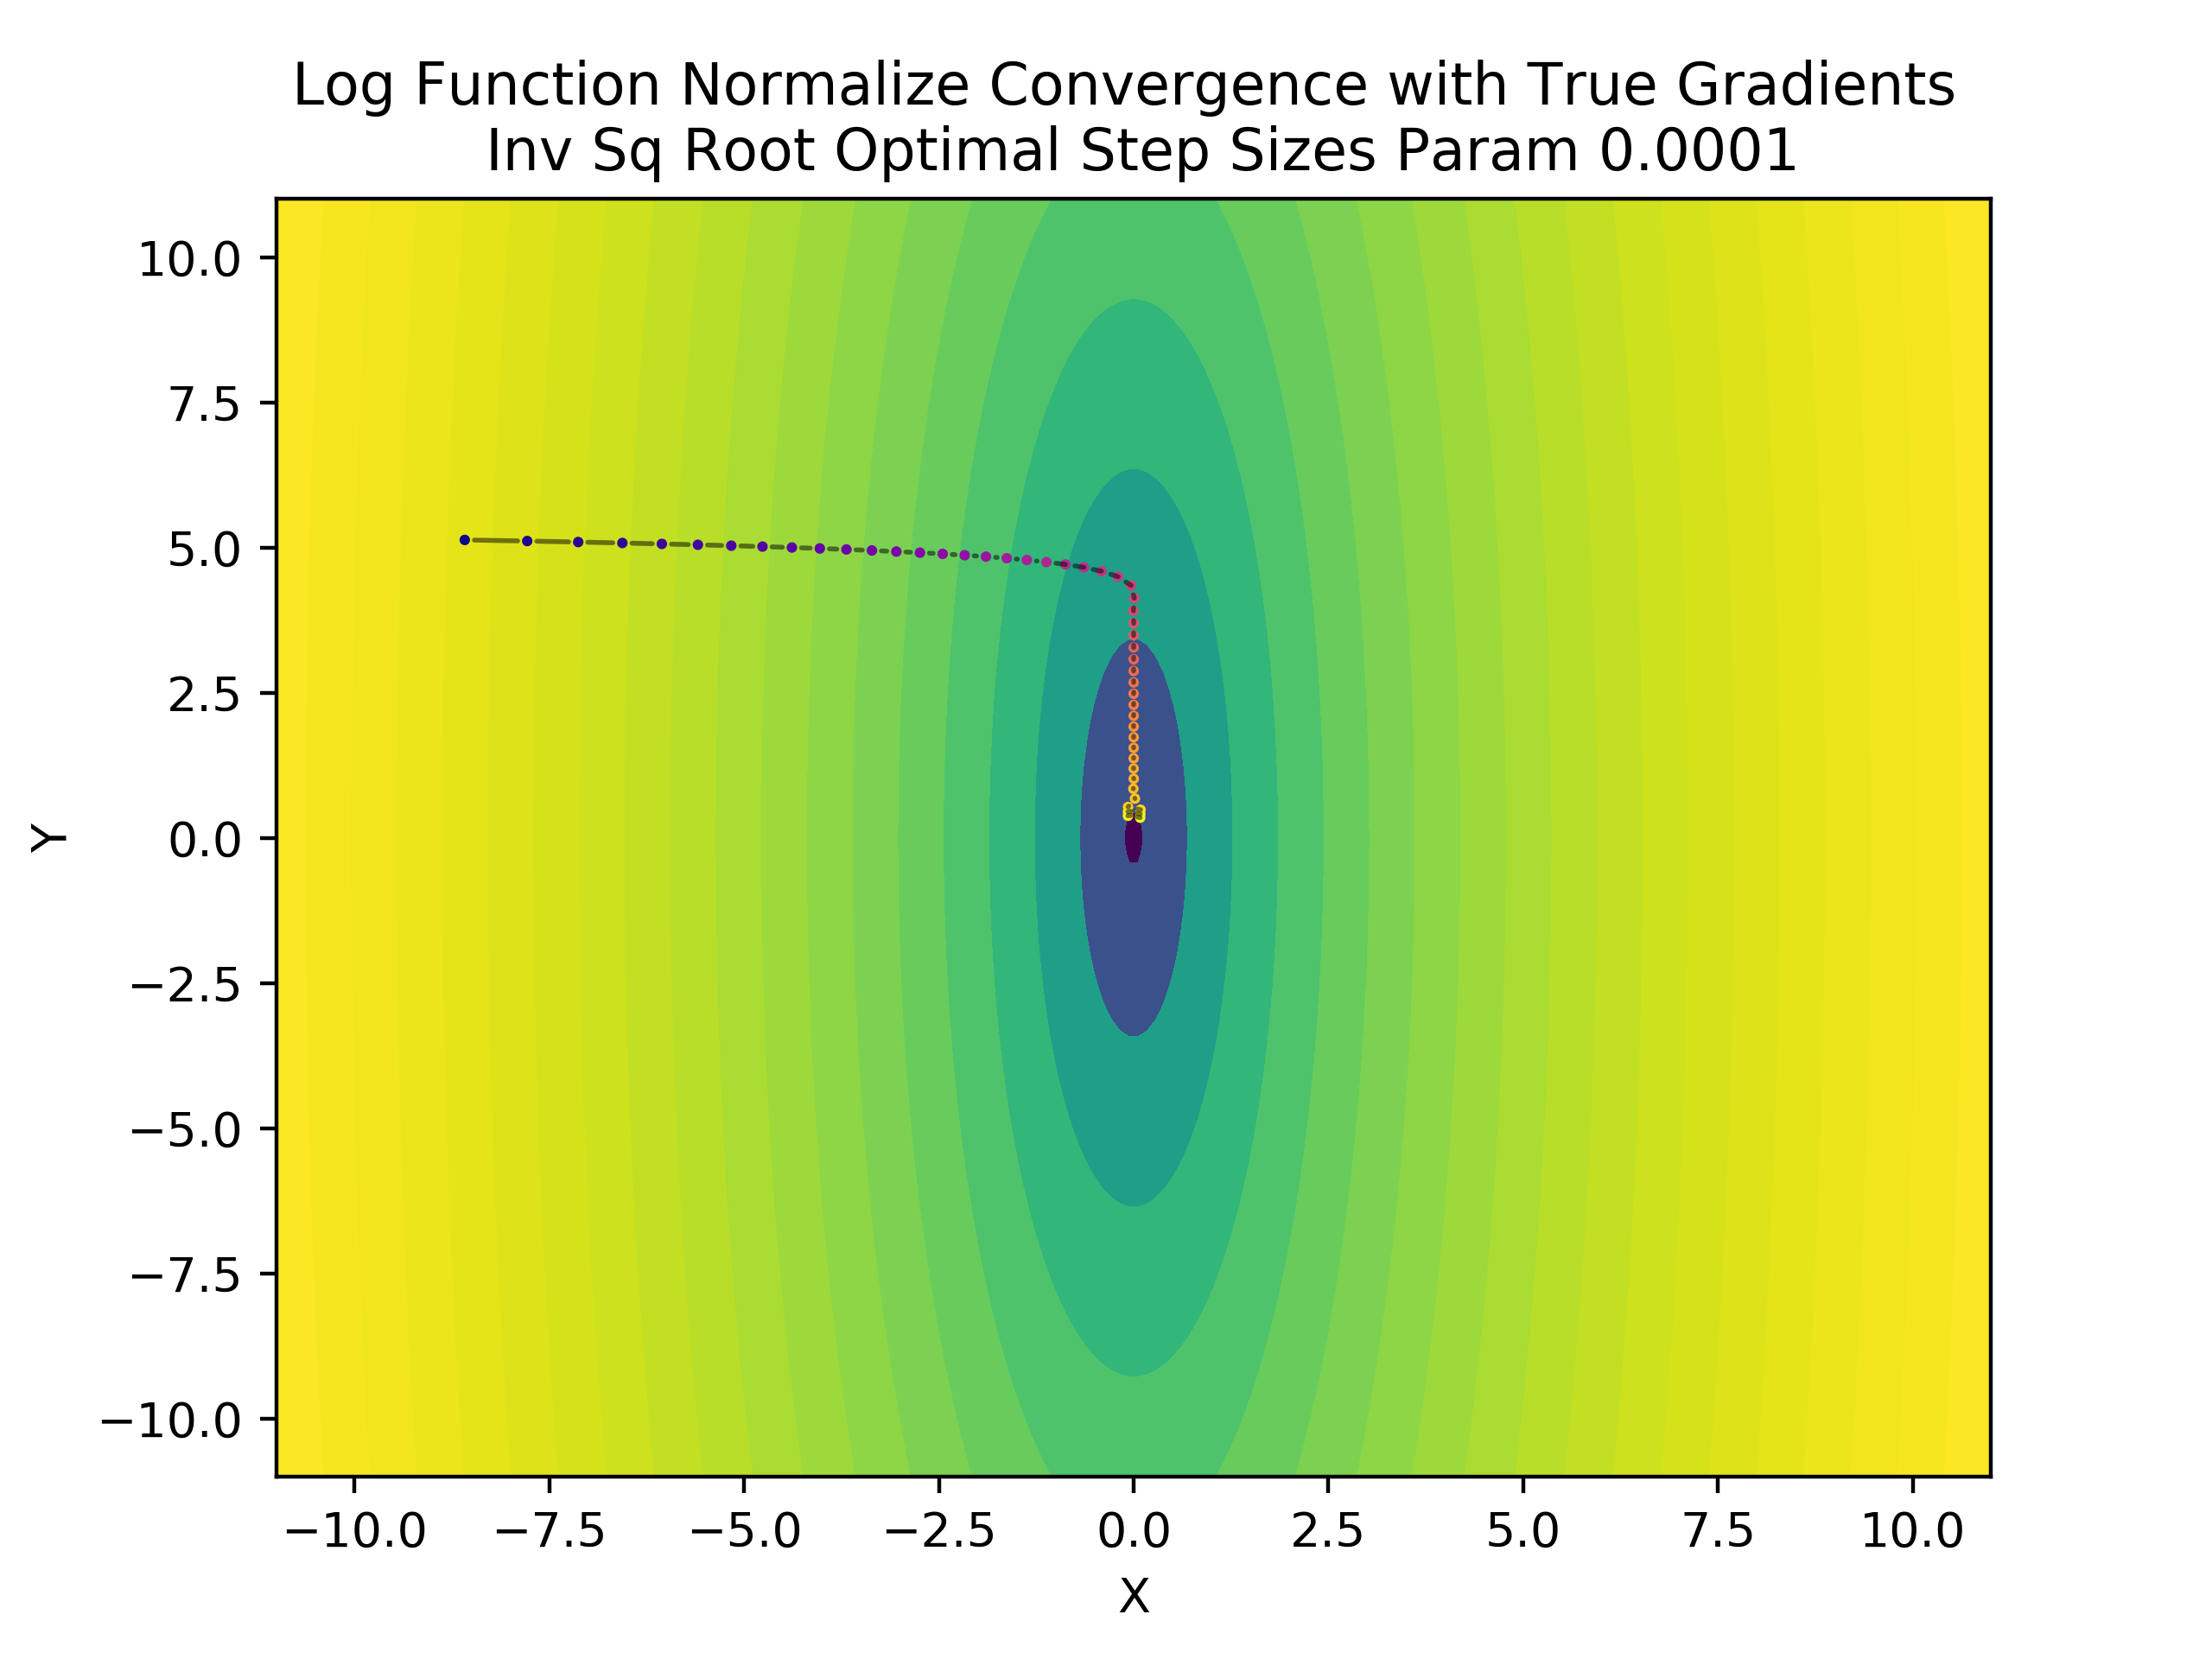 Log Function Normalize Convergence with True Gradients
Inv Sq Root Optimal Step Sizes Param 0.0001
10.0
7.5
5.0
2.5
0.0
−2.5
−5.0
−7.5
−10.0
Y
−10.0 −7.5 −5.0 −2.5 0.0 2.5 5.0 7.5 10.0
X